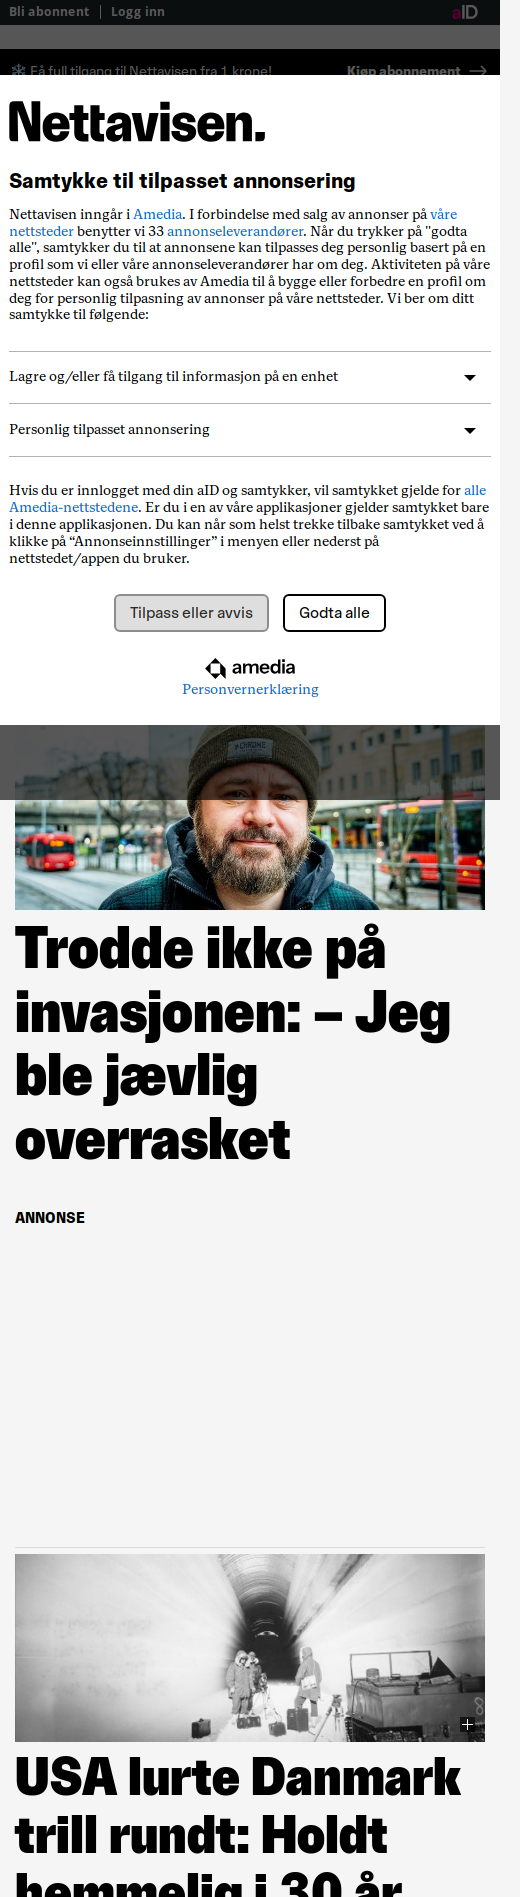 Bli abonnent | Logg inn
aID
❄ Få full tilgang til Nettavisen fra 1 krone!
Kjøp abonnement →
Nettavisen.
Samtykke til tilpasset annonsering
Nettavisen inngår i Amedia. I forbindelse med salg av annonser på våre
nettsteder benytter vi 33 annonseleverandører. Når du trykker på "godta
alle", samtykker du til at annonsene kan tilpasses deg personlig basert på en
profil som vi eller våre annonseleverandører har om deg. Aktiviteten på våre
nettsteder kan også brukes av Amedia til å bygge eller forbedre en profil om
deg for personlig tilpasning av annonser på våre nettsteder. Vi ber om ditt
samtykke til følgende:
Lagre og/eller få tilgang til informasjon på en enhet
Personlig tilpasset annonsering
Hvis du er innlogget med din aID og samtykker, vil samtykket gjelde for alle
Amedia-nettstedene. Er du i en av våre applikasjoner gjelder samtykket bare
i denne applikasjonen. Du kan når som helst trekke tilbake samtykket ved å
klikke på “Annonseinnstillinger” i menyen eller nederst på
nettstedet/appen du bruker.
Tilpass eller avvis
Godta alle
amedia
Personvernerklæring
CHROME
Trodde ikke på
invasjonen: – Jeg
ble jævlig
overrasket
ANNONSE
USA lurte Danmark
trill rundt: Holdt
hemmelig i 30 år